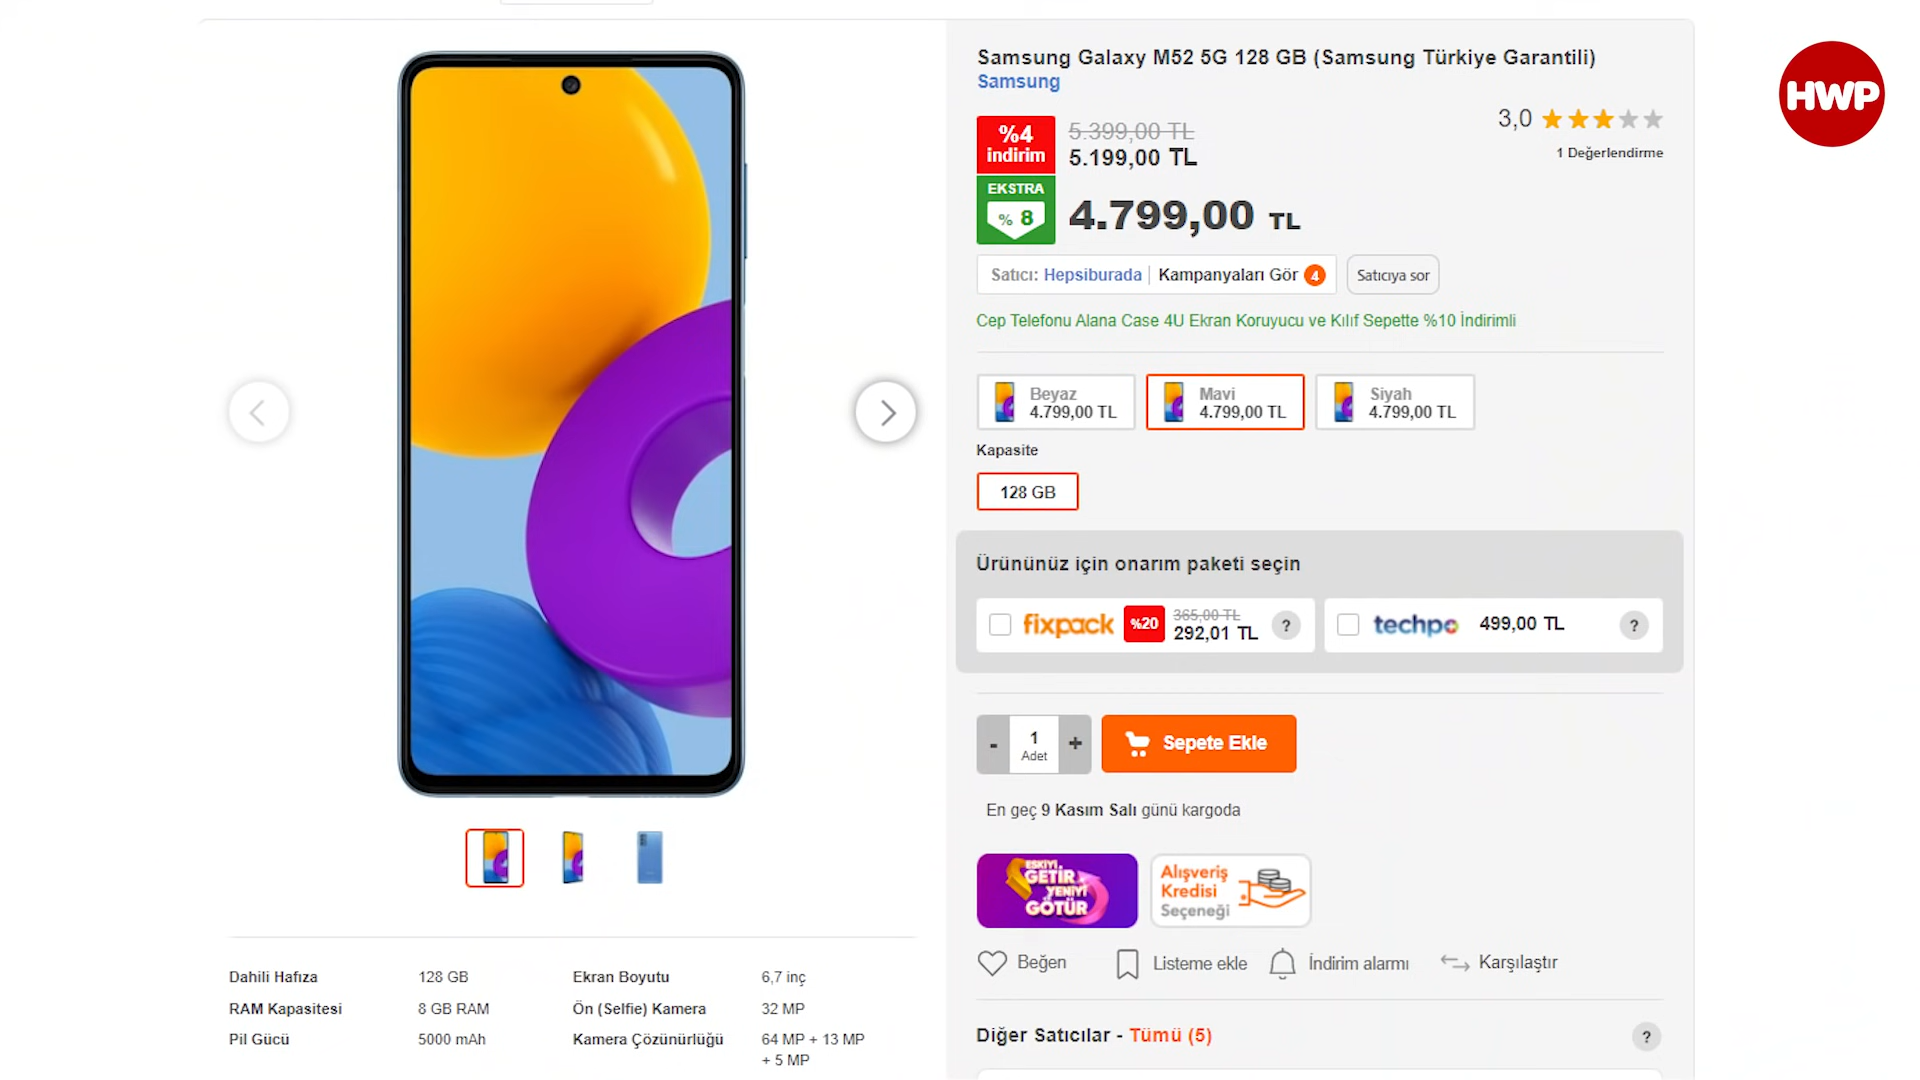 Samsung Galaxy M52 5G 128 GB (Samsung Türkiye Garantili)
Samsung
HWP
3,0
1 Değerlendirme
%4
indirim
5.399,00 TL
5.199,00 TL
EKSTRA
% 8
4.799,00 TL
Satıcı: Hepsiburada | Kampanyaları Gör 4
Satıcıya sor
Cep Telefonu Alana Case 4U Ekran Koruyucu ve Kılıf Sepette %10 İndirimli
Beyaz
4.799,00 TL
Mavi
4.799,00 TL
Siyah
4.799,00 TL
Kapasite
128 GB
Ürününüz için onarım paketi seçin
fixpack %20
365,00 TL
292,01 TL
?
techpo 499,00 TL ?
- 1 +
Adet
Sepete Ekle
En geç 9 Kasım Salı günü kargoda
ESKİYİ
GETİR
YENİYİ
GÖTÜR
Alışveriş
Kredisi
Seçeneği
Beğen
Listeme ekle
İndirim alarmı
Karşılaştır
Dahili Hafıza 128 GB
Ekran Boyutu 6,7 inç
RAM Kapasitesi 8 GB RAM
Ön (Selfie) Kamera 32 MP
Pil Gücü 5000 mAh
Kamera Çözünürlüğü 64 MP + 13 MP
+ 5 MP
Diğer Satıcılar - Tümü (5)
?